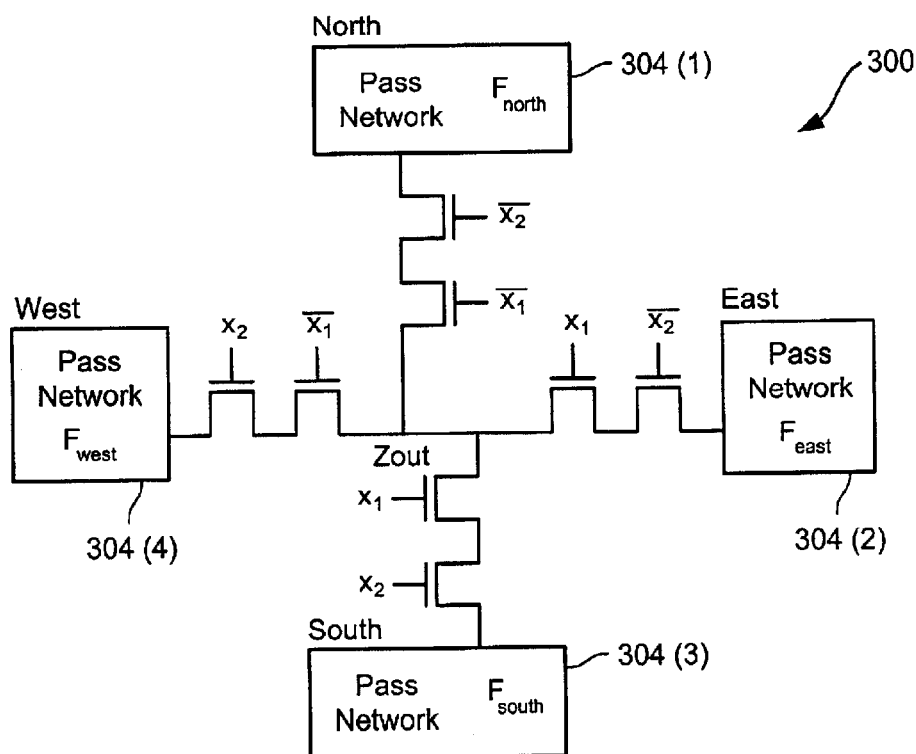 North
304 (1)
300
Pass
Network
F_north
x̄₂
x̄₁
West
East
x₂
x̄₁
x₁
x̄₂
Pass
Network
F_west
Pass
Network
F_east
Zout
x₁
304 (4)
304 (2)
x₂
South
304 (3)
Pass
Network
F_south